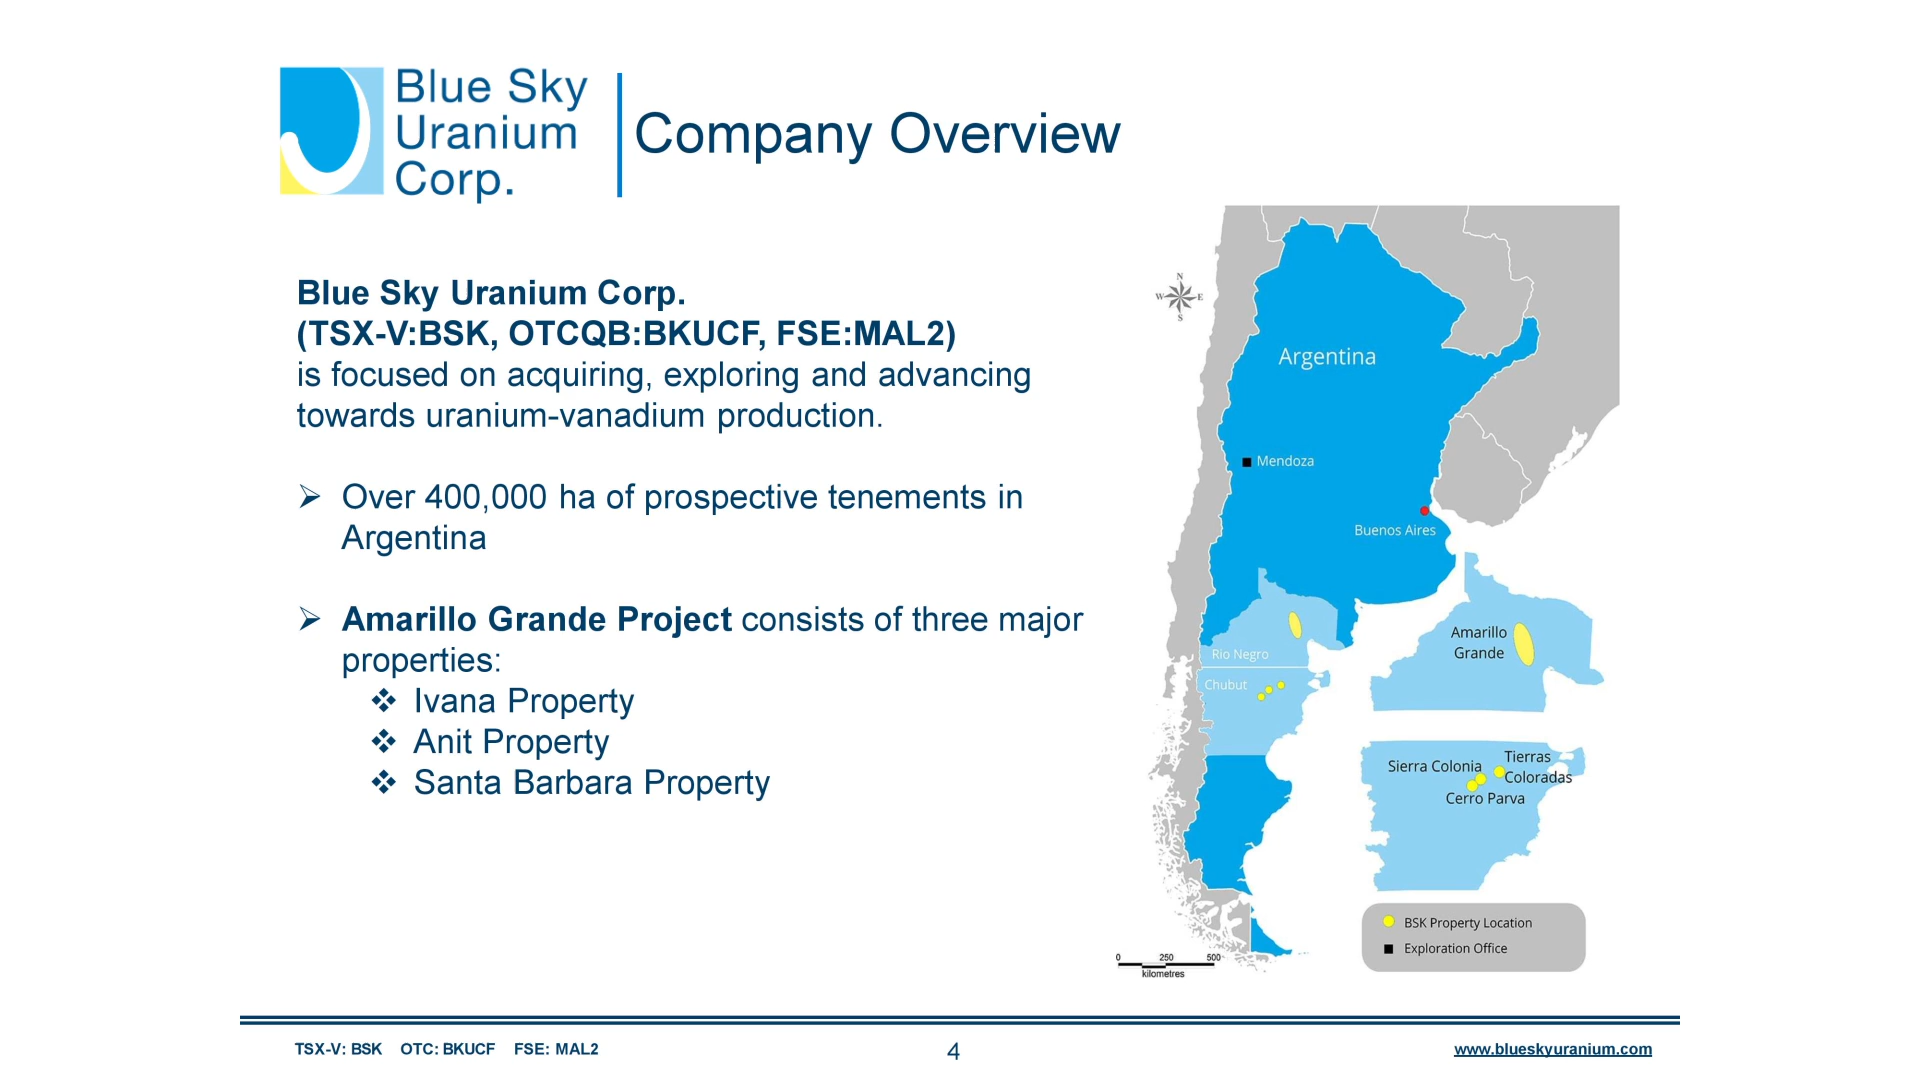 Blue Sky
Uranium
Corp.
Company Overview
Blue Sky Uranium Corp.
(TSX-V:BSK, OTCQB:BKUCF, FSE:MAL2)
is focused on acquiring, exploring and advancing
towards uranium-vanadium production.
Over 400,000 ha of prospective tenements in
Argentina
Amarillo Grande Project consists of three major
properties:
Ivana Property
Anit Property
Santa Barbara Property
N
W E
S
Argentina
Mendoza
Buenos Aires
Rio Negro
Chubut
Amarillo
Grande
Sierra Colonia
Tierras
Coloradas
Cerro Parva
BSK Property Location
Exploration Office
0 250 500
kilometres
TSX-V: BSK OTC: BKUCF FSE: MAL2
4
www.blueskyuranium.com